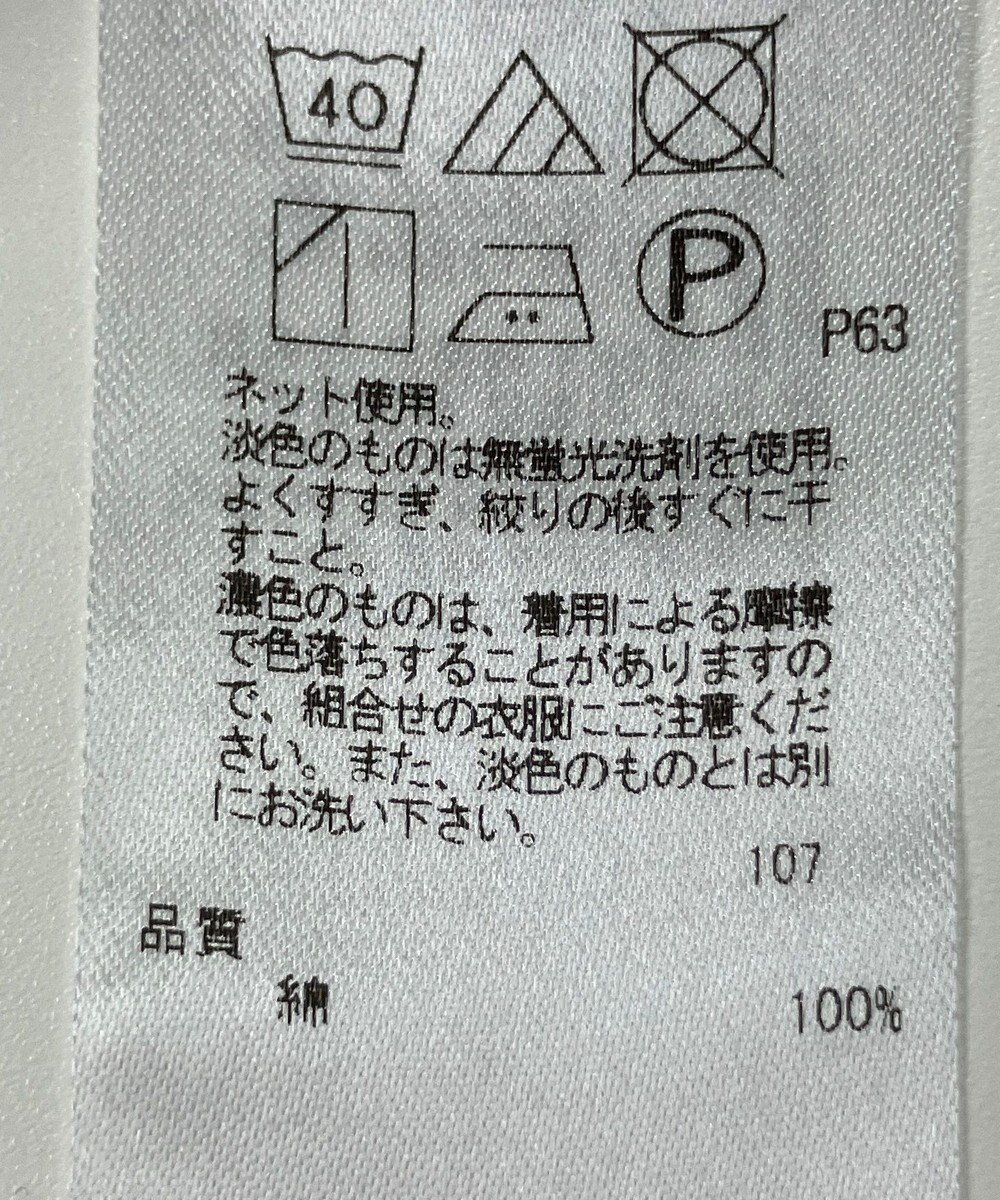 40
P
P63
ネット使用。
淡色のものは無蛍光洗剤を使用。
よくすすぎ、絞りの後すぐに干
すこと。
濃色のものは、着用による摩擦
で色落ちすることがありますの
で、組合せの衣服にご注意くだ
さい。また、淡色のものとは別
にお洗い下さい。
107
品質
綿 100%